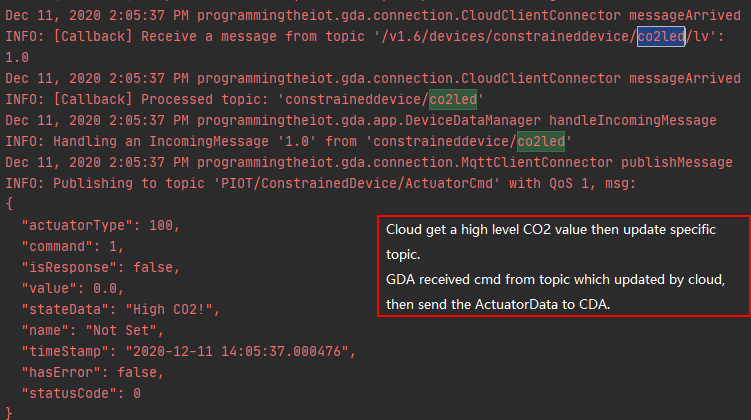 Dec 11, 2020 2:05:37 PM programmingtheiot.gda.connection.CloudClientConnector messageArrived
INFO: [Callback] Receive a message from topic '/v1.6/devices/constraineddevice/co2led/lv':
1.0
Dec 11, 2020 2:05:37 PM programmingtheiot.gda.connection.CloudClientConnector messageArrived
INFO: [Callback] Processed topic: 'constraineddevice/co2led'
Dec 11, 2020 2:05:37 PM programmingtheiot.gda.app.DeviceDataManager handleIncomingMessage
INFO: Handling an IncomingMessage '1.0' from 'constraineddevice/co2led'
Dec 11, 2020 2:05:37 PM programmingtheiot.gda.connection.MqttClientConnector publishMessage
INFO: Publishing to topic 'PIOT/ConstrainedDevice/ActuatorCmd' with QoS 1, msg:
{
  "actuatorType": 100,
  "command": 1,
  "isResponse": false,
  "value": 0.0,
  "stateData": "High CO2!",
  "name": "Not Set",
  "timeStamp": "2020-12-11 14:05:37.000476",
  "hasError": false,
  "statusCode": 0
}
Cloud get a high level CO2 value then update specific
topic.
GDA received cmd from topic which updated by cloud,
then send the ActuatorData to CDA.